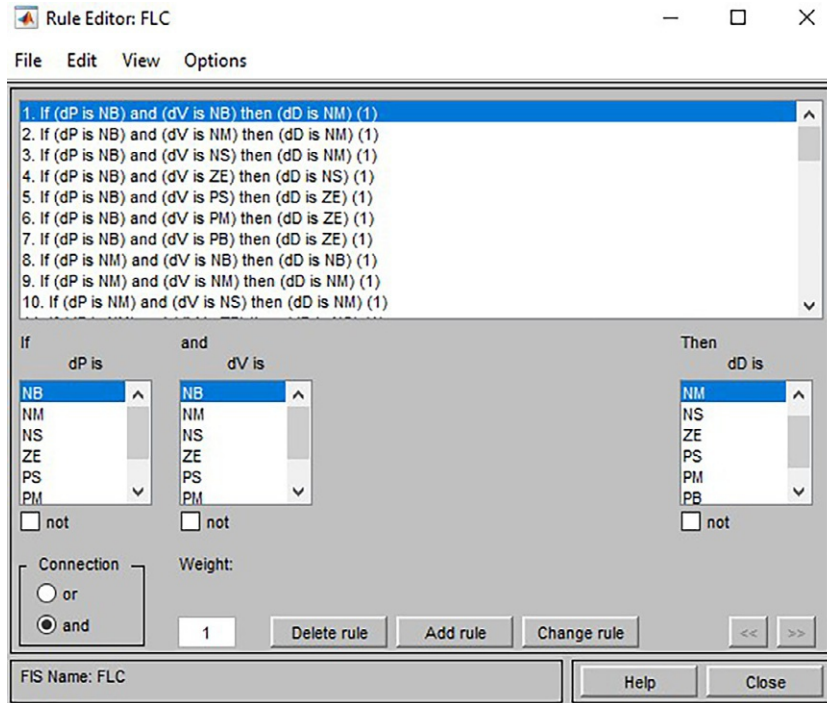 Rule Editor: FLC
File Edit View Options
1. If (dP is NB) and (dV is NB) then (dD is NM) (1)
2. If (dP is NB) and (dV is NM) then (dD is NM) (1)
3. If (dP is NB) and (dV is NS) then (dD is NM) (1)
4. If (dP is NB) and (dV is ZE) then (dD is NS) (1)
5. If (dP is NB) and (dV is PS) then (dD is ZE) (1)
6. If (dP is NB) and (dV is PM) then (dD is ZE) (1)
7. If (dP is NB) and (dV is PB) then (dD is ZE) (1)
8. If (dP is NM) and (dV is NB) then (dD is NB) (1)
9. If (dP is NM) and (dV is NM) then (dD is NM) (1)
10. If (dP is NM) and (dV is NS) then (dD is NM) (1)
If and Then
dP is dV is dD is
NB NB NM
NM NM NS
NS NS ZE
ZE ZE PS
PS PS PM
PM PM PB
not not not
Connection Weight:
or
and 1 Delete rule Add rule Change rule << >>
FIS Name: FLC Help Close